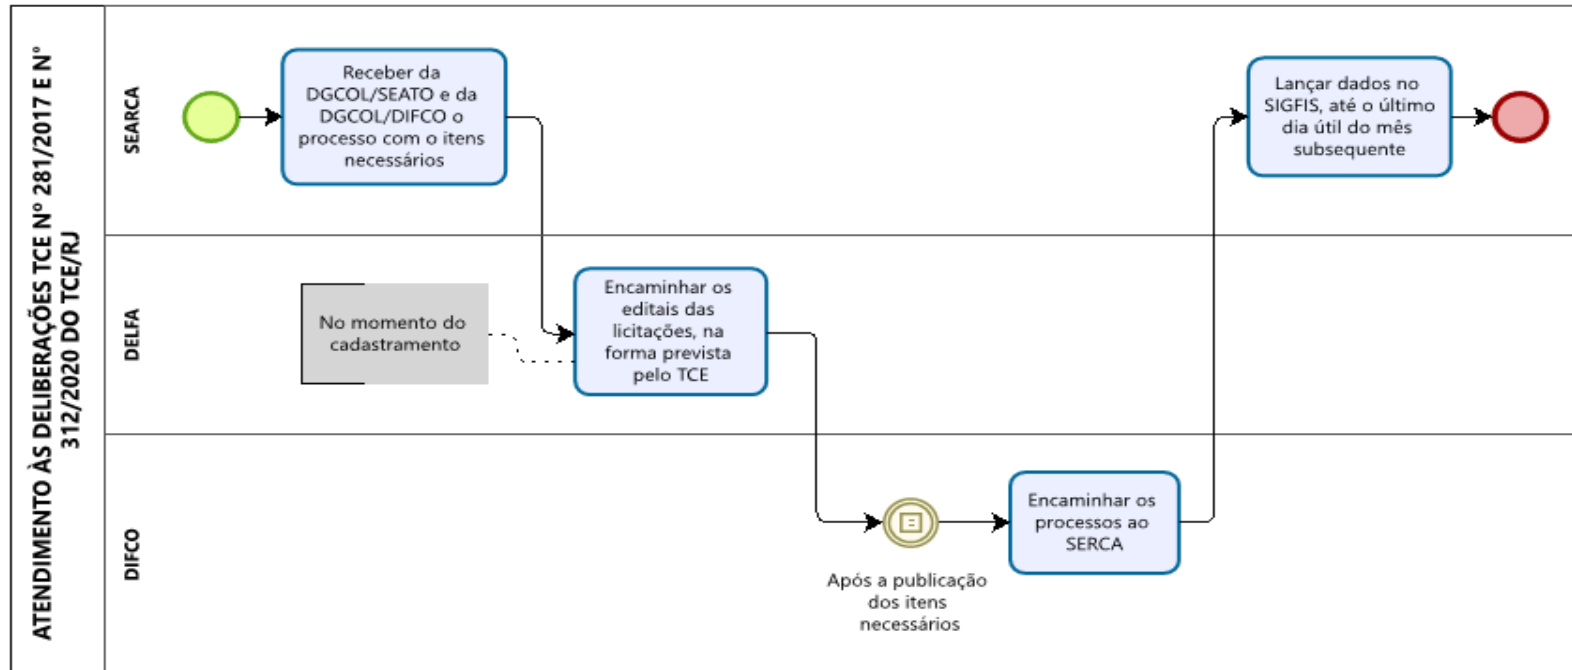 ATENDIMENTO ÀS DELIBERAÇÕES TCE Nº 281/2017 E N°
312/2020 DO TCE/RJ
SEARCA
Receber da
DGCOL/SEATO e da
DGCOL/DIFCO o
processo com o itens
necessários
Lançar dados no
SIGFIS, até o último
dia útil do mês
subsequente
DELFA
No momento do
cadastramento
Encaminhar os
editais das
licitações, na
forma prevista
pelo TCE
DIFCO
Após a publicação
dos itens
necessários
Encaminhar os
processos ao
SERCA